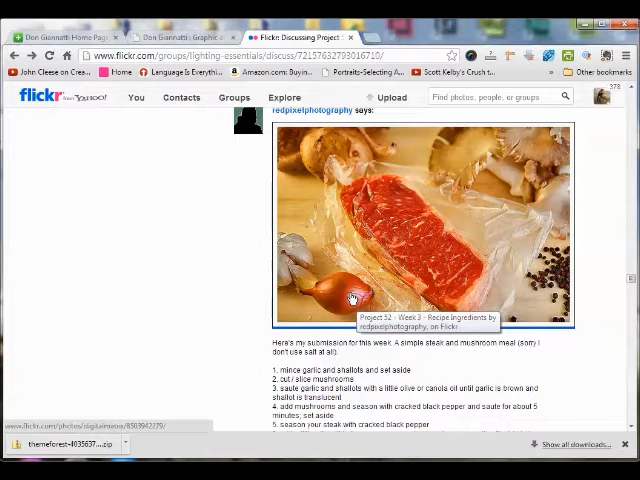 Don Giannatti Home Page
Don Giannatti : Graphic a
Flickr: Discussing Project
www.flickr.com/groups/lighting-essentials/discuss/72157632793016710/
John Cleese on Crea...
Home
Language Is Everythi...
Amazon.com: Buyin...
Portraits-Selecting A...
Scott Kelby's Crush t...
Other bookmarks
flickr from YAHOO!
You
Contacts
Groups
Explore
Upload
Find photos, people, or groups
378
redpixelphotography says:
Project 52 - Week 3 - Recipe Ingredients by
redpixelphotography, on Flickr
Here's my submission for this week. A simple steak and mushroom meal (sorry I
don't use salt at all).
1. mince garlic and shallots and set aside
2. cut / slice mushrooms
3. saute garlic and shallots with a little olive or canola oil until garlic is brown and
shallot is translucent
4. add mushrooms and season with cracked black pepper and saute for about 5
minutes; set aside
5. season your steak with cracked black pepper
www.flickr.com/photos/digitalmatrix/8503942279/
themeforest-4035637....zip
Show all downloads...